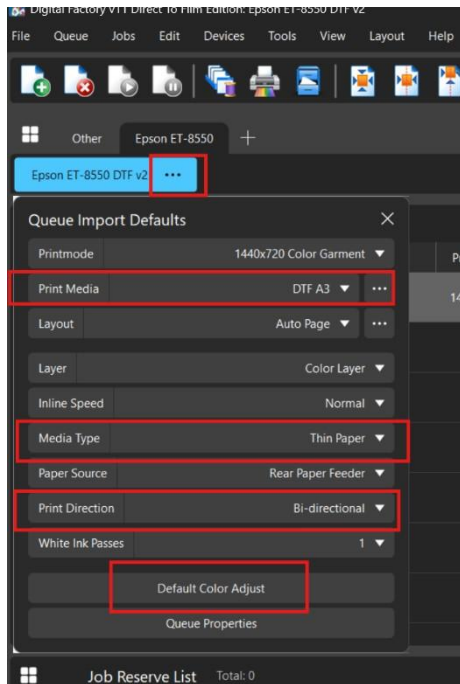 Digital Factory V11 Direct To Film Edition: Epson ET-8550 DTF v2
File Queue Jobs Edit Devices Tools View Layout Help
Other Epson ET-8550 +
Epson ET-8550 DTF v2 ...
Queue Import Defaults
Printmode 1440x720 Color Garment
Print Media DTF A3 ...
Layout Auto Page ...
Layer Color Layer
Inline Speed Normal
Media Type Thin Paper
Paper Source Rear Paper Feeder
Print Direction Bi-directional
White Ink Passes 1
Default Color Adjust
Queue Properties
Job Reserve List Total: 0